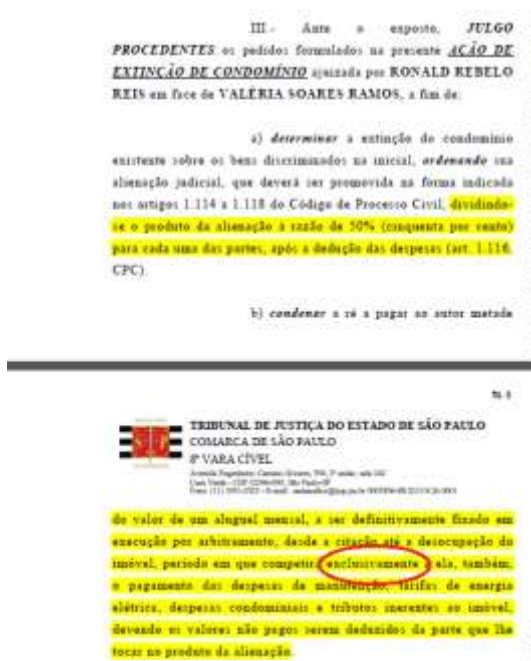 III - Ante o exposto, JULGO
PROCEDENTES os pedidos formulados na presente AÇÃO DE
EXTINÇÃO DE CONDOMÍNIO ajuizada por RONALD REBELO
REIS em face de VALÉRIA SOARES RAMOS, a fim de:
a) determinar a extinção do condomínio
existente sobre os bens discriminados na inicial, ordenando sua
alienação judicial, que deverá ser promovida na forma indicada
nos artigos 1.114 a 1.118 do Código de Processo Civil, dividindo-
se o produto da alienação à razão de 50% (cinquenta por cento)
para cada uma das partes, após a dedução das despesas (art. 1.116,
CPC).
b) condenar a ré a pagar ao autor metade
TRIBUNAL DE JUSTIÇA DO ESTADO DE SÃO PAULO
COMARCA DE SÃO PAULO
8ª VARA CÍVEL
do valor de um aluguel mensal, a ser definitivamente fixado em
execução por arbitramento, desde a citação até a desocupação do
imóvel, período em que competirá exclusivamente a ela, também,
o pagamento das despesas de manutenção, tarifas de energia
elétrica, despesas condominiais e tributos inerentes ao imóvel,
devendo os valores não pagos serem deduzidos da parte que lhe
tocar no produto da alienação.